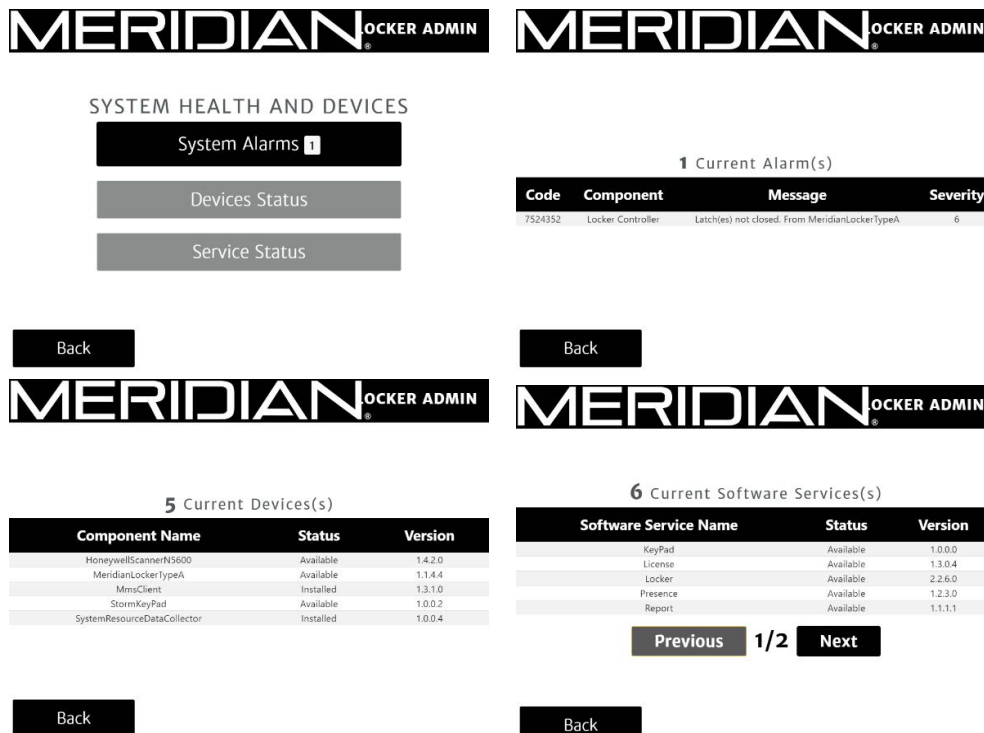 MERIDIAN® LOCKER ADMIN
SYSTEM HEALTH AND DEVICES
System Alarms 1
Devices Status
Service Status
Back
MERIDIAN® LOCKER ADMIN
1 Current Alarm(s)
Code Component Message Severity
7524352 Locker Controller Latch(es) not closed. From MeridianLockerTypeA 6
Back
MERIDIAN® LOCKER ADMIN
5 Current Devices(s)
Component Name Status Version
HoneywellScannerN5600 Available 1.4.2.0
MeridianLockerTypeA Available 1.1.4.4
MmsClient Installed 1.3.1.0
StormKeyPad Available 1.0.0.2
SystemResourceDataCollector Installed 1.0.0.4
Back
MERIDIAN® LOCKER ADMIN
6 Current Software Services(s)
Software Service Name Status Version
KeyPad Available 1.0.0.0
License Available 1.3.0.4
Locker Available 2.2.6.0
Presence Available 1.2.3.0
Report Available 1.1.1.1
Previous 1/2 Next
Back